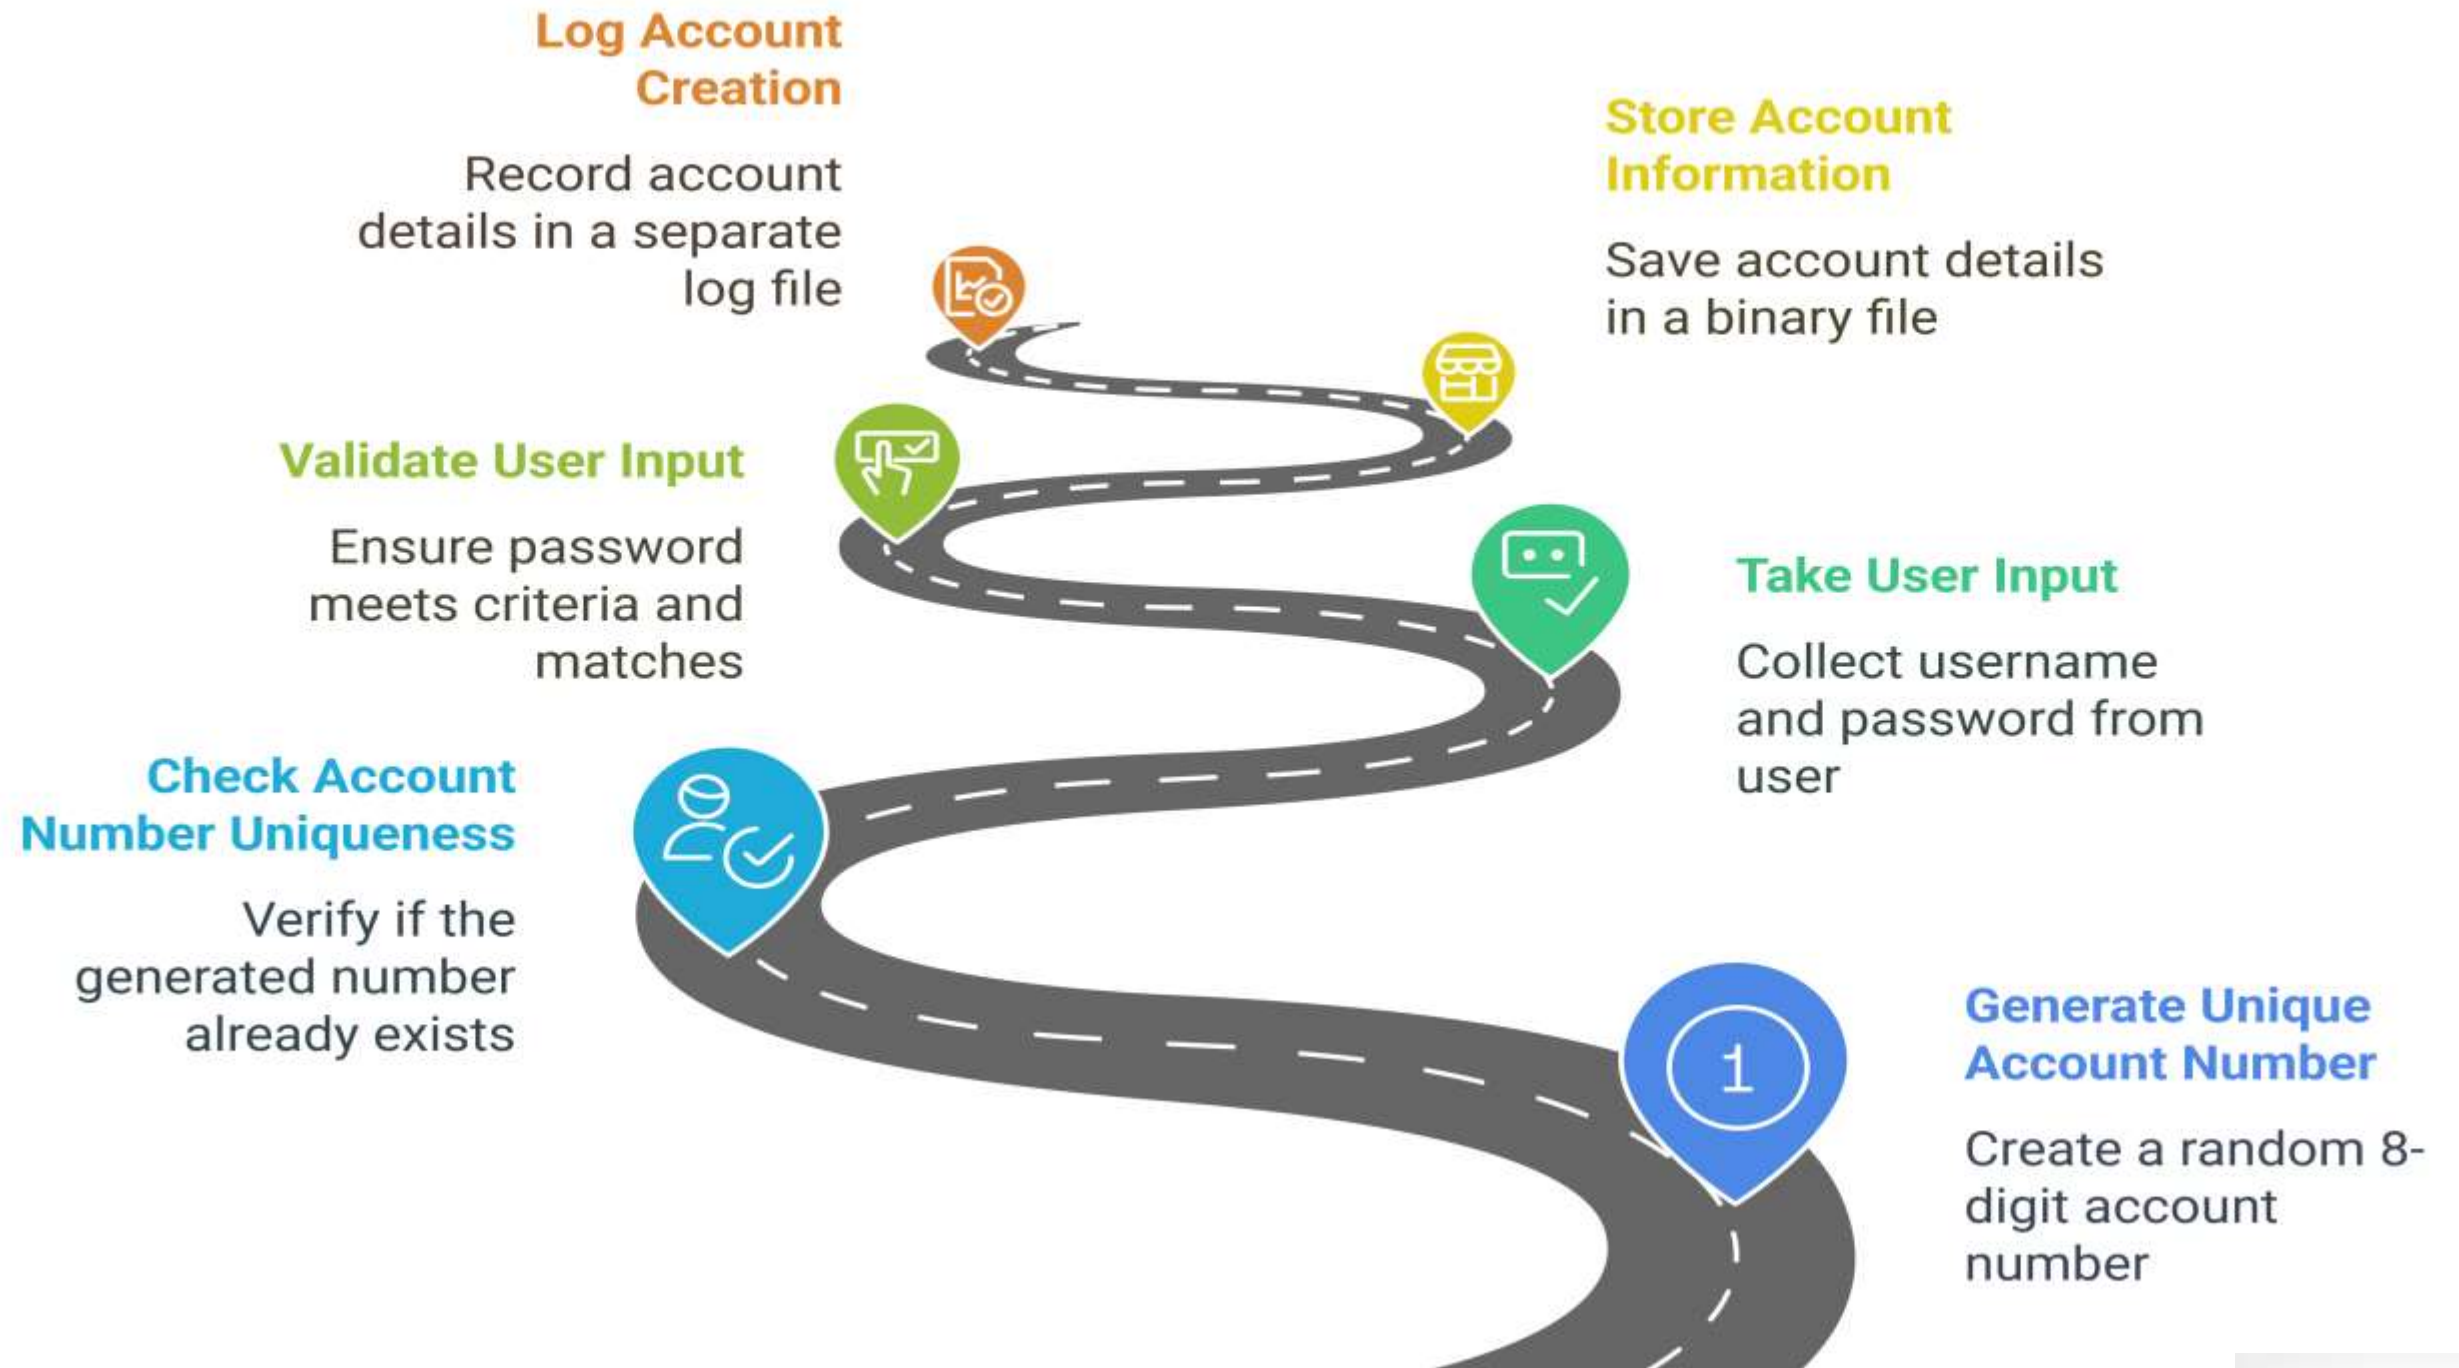 Log Account
Creation
Record account
details in a separate
log file
Store Account
Information
Save account details
in a binary file
Validate User Input
Ensure password
meets criteria and
matches
Take User Input
Collect username
and password from
user
Check Account
Number Uniqueness
Verify if the
generated number
already exists
1
Generate Unique
Account Number
Create a random 8-
digit account
number